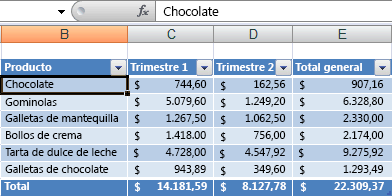 fx Chocolate
B C D E
Producto Trimestre 1 Trimestre 2 Total general
Chocolate $ 744,60 $ 162,56 $ 907,16
Gominolas $ 5.079,60 $ 1.249,20 $ 6.328,80
Galletas de mantequilla $ 1.267,50 $ 1.062,50 $ 2.330,00
Bollos de crema $ 1.418.00 $ 756,00 $ 2.174,00
Tarta de dulce de leche $ 4.728,00 $ 4.547,92 $ 9.275,92
Galletas de chocolate $ 943,89 $ 349,60 $ 1.293,49
Total $ 14.181,59 $ 8.127,78 $ 22.309,37